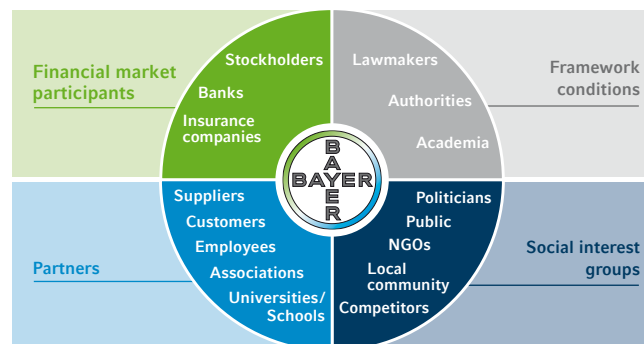 Financial market
participants
Stockholders
Banks
Insurance
companies
Lawmakers
Authorities
Academia
Framework
conditions
BAYER
BAYER
Partners
Suppliers
Customers
Employees
Associations
Universities/
Schools
Politicians
Public
NGOs
Local
community
Competitors
Social interest
groups